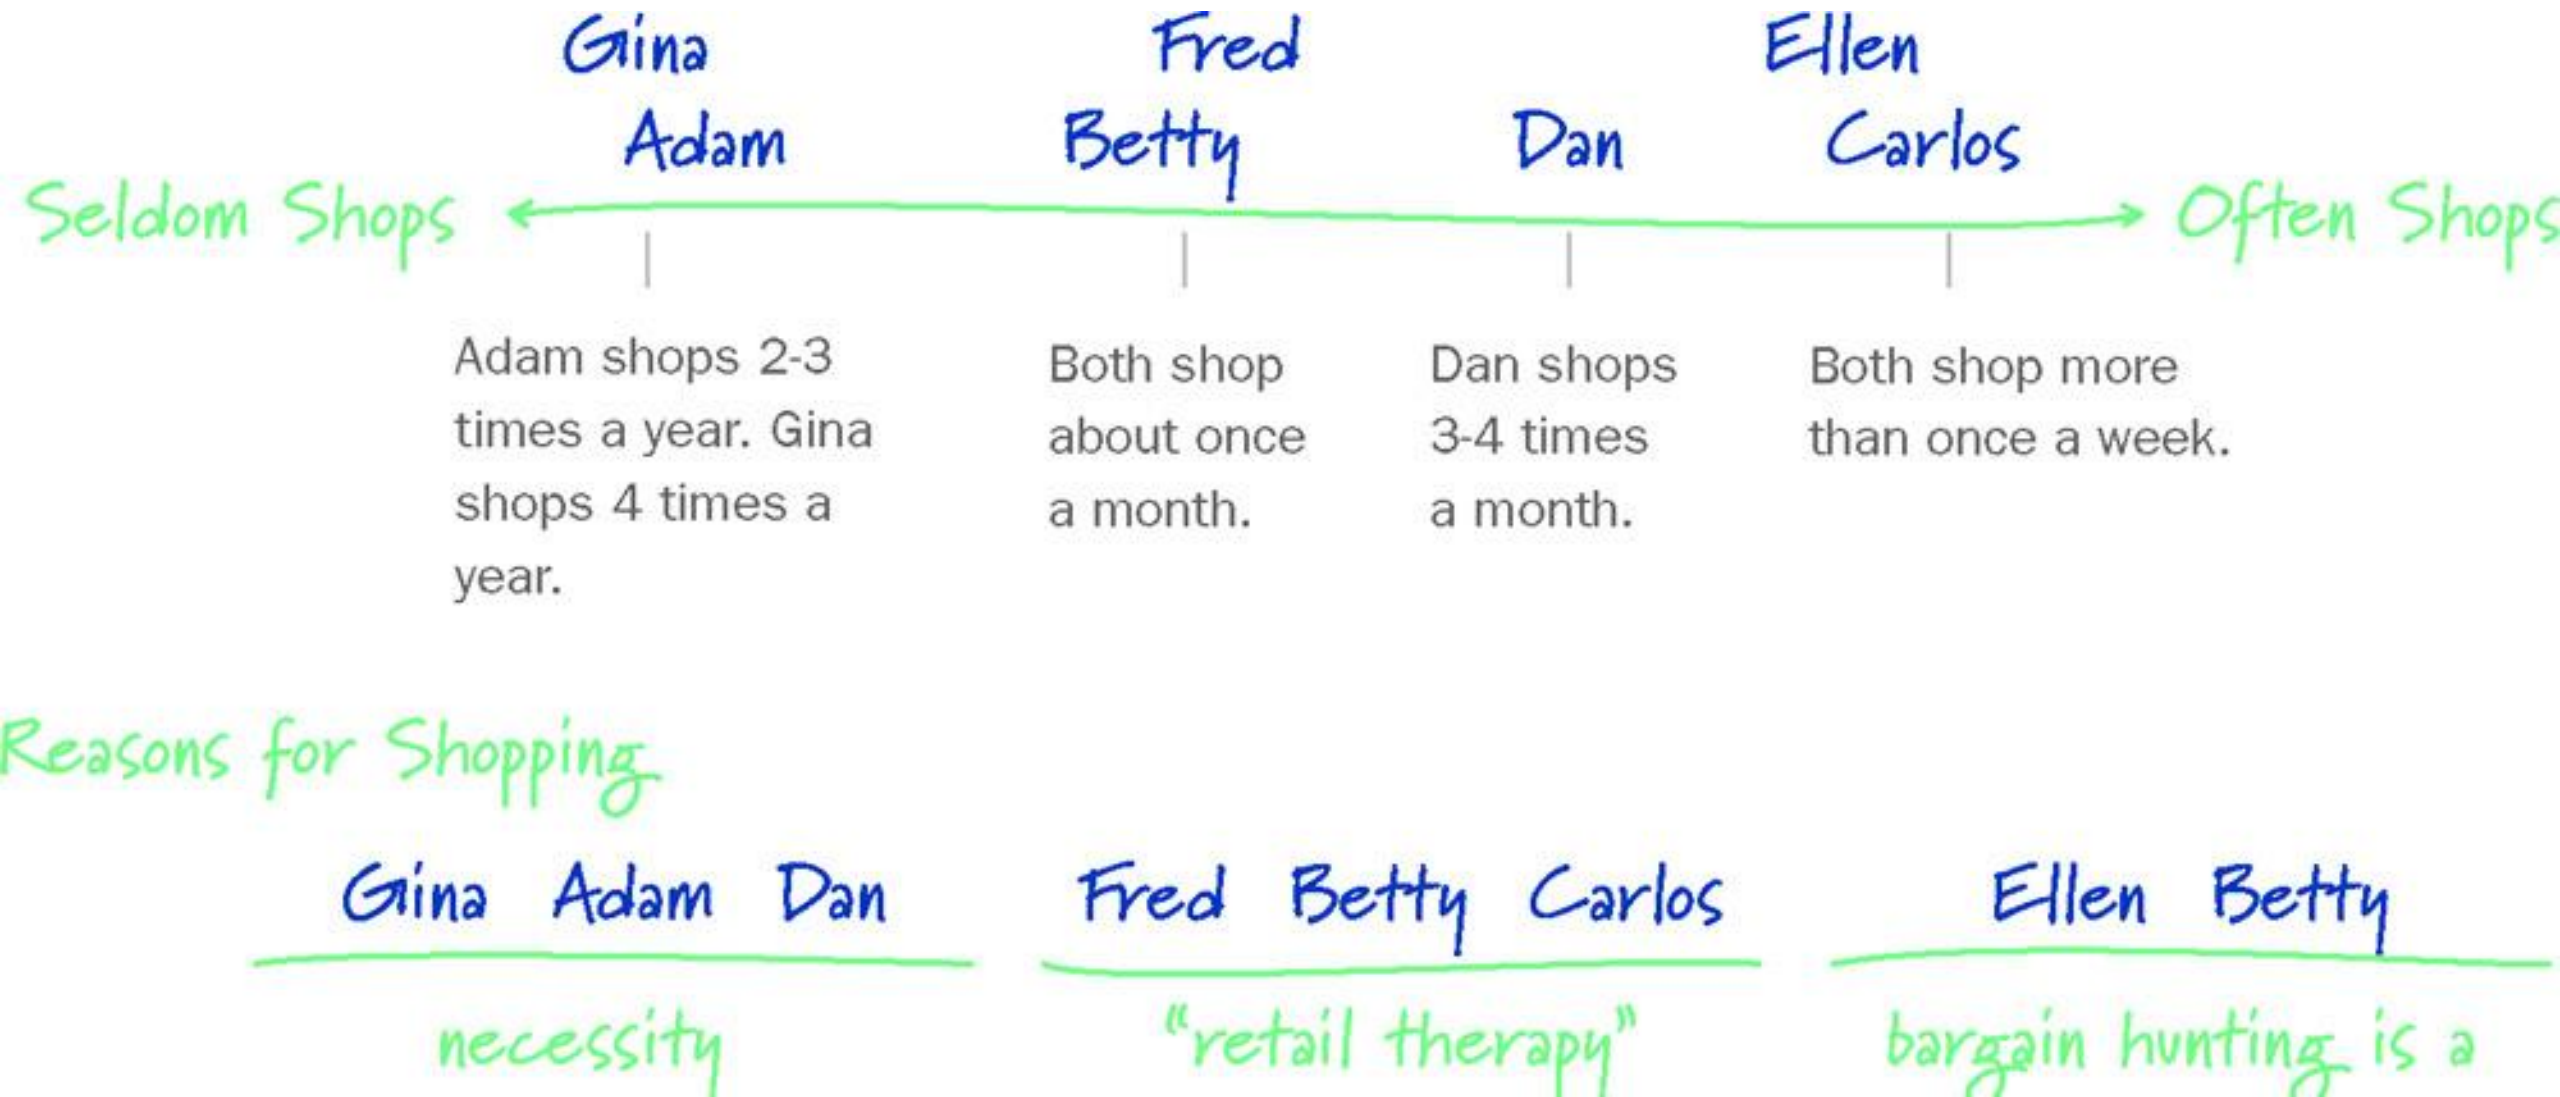 Gina Fred Ellen
Adam Betty Dan Carlos
Seldom Shops Often Shops
Adam shops 2-3
times a year. Gina
shops 4 times a
year.
Both shop
about once
a month.
Dan shops
3-4 times
a month.
Both shop more
than once a week.
Reasons for Shopping
Gina Adam Dan Fred Betty Carlos Ellen Betty
necessity "retail therapy" bargain hunting is a